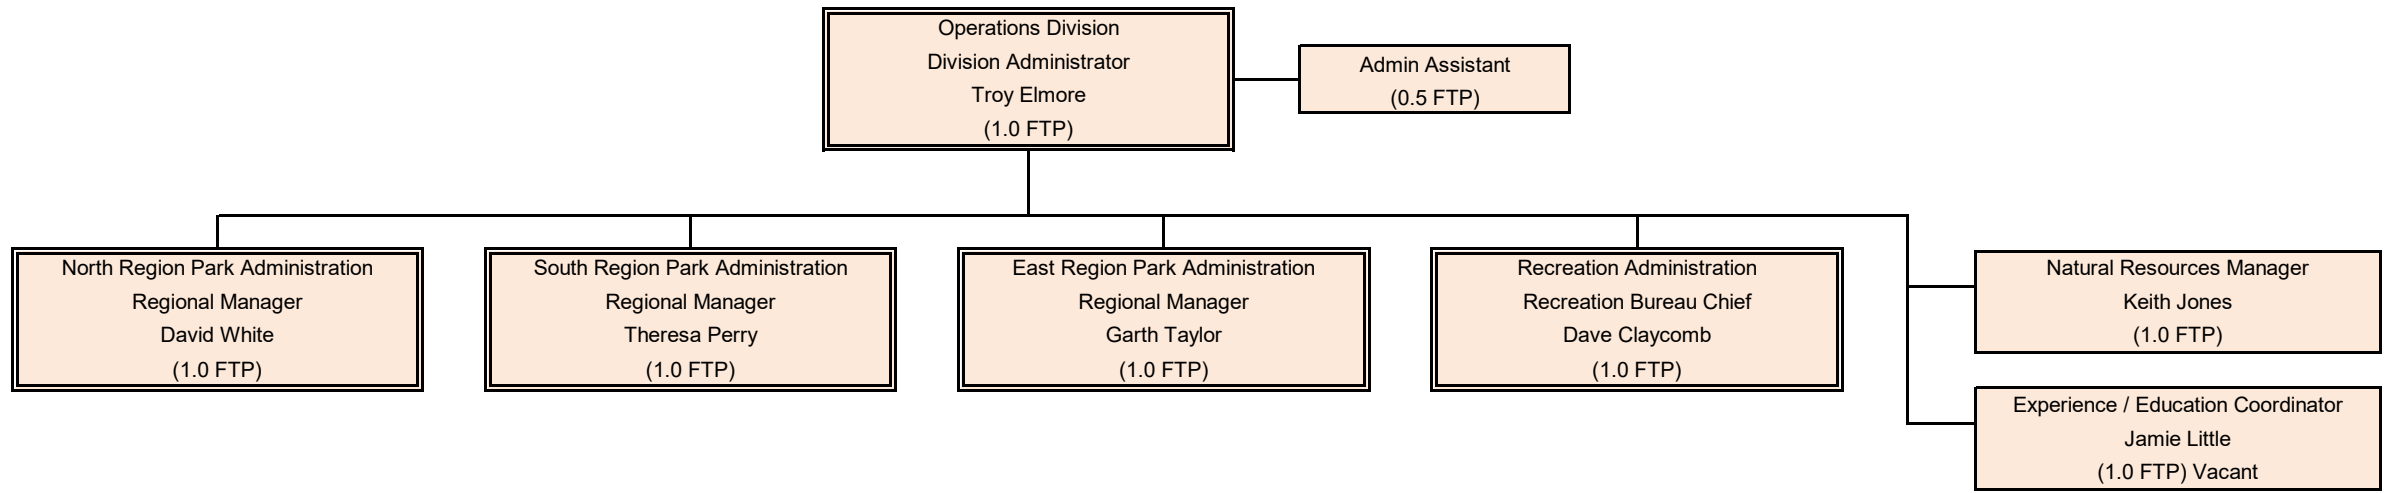 Operations Division
Division Administrator
Troy Elmore
(1.0 FTP)
Admin Assistant
(0.5 FTP)
North Region Park Administration
Regional Manager
David White
(1.0 FTP)
South Region Park Administration
Regional Manager
Theresa Perry
(1.0 FTP)
East Region Park Administration
Regional Manager
Garth Taylor
(1.0 FTP)
Recreation Administration
Recreation Bureau Chief
Dave Claycomb
(1.0 FTP)
Natural Resources Manager
Keith Jones
(1.0 FTP)
Experience / Education Coordinator
Jamie Little
(1.0 FTP) Vacant